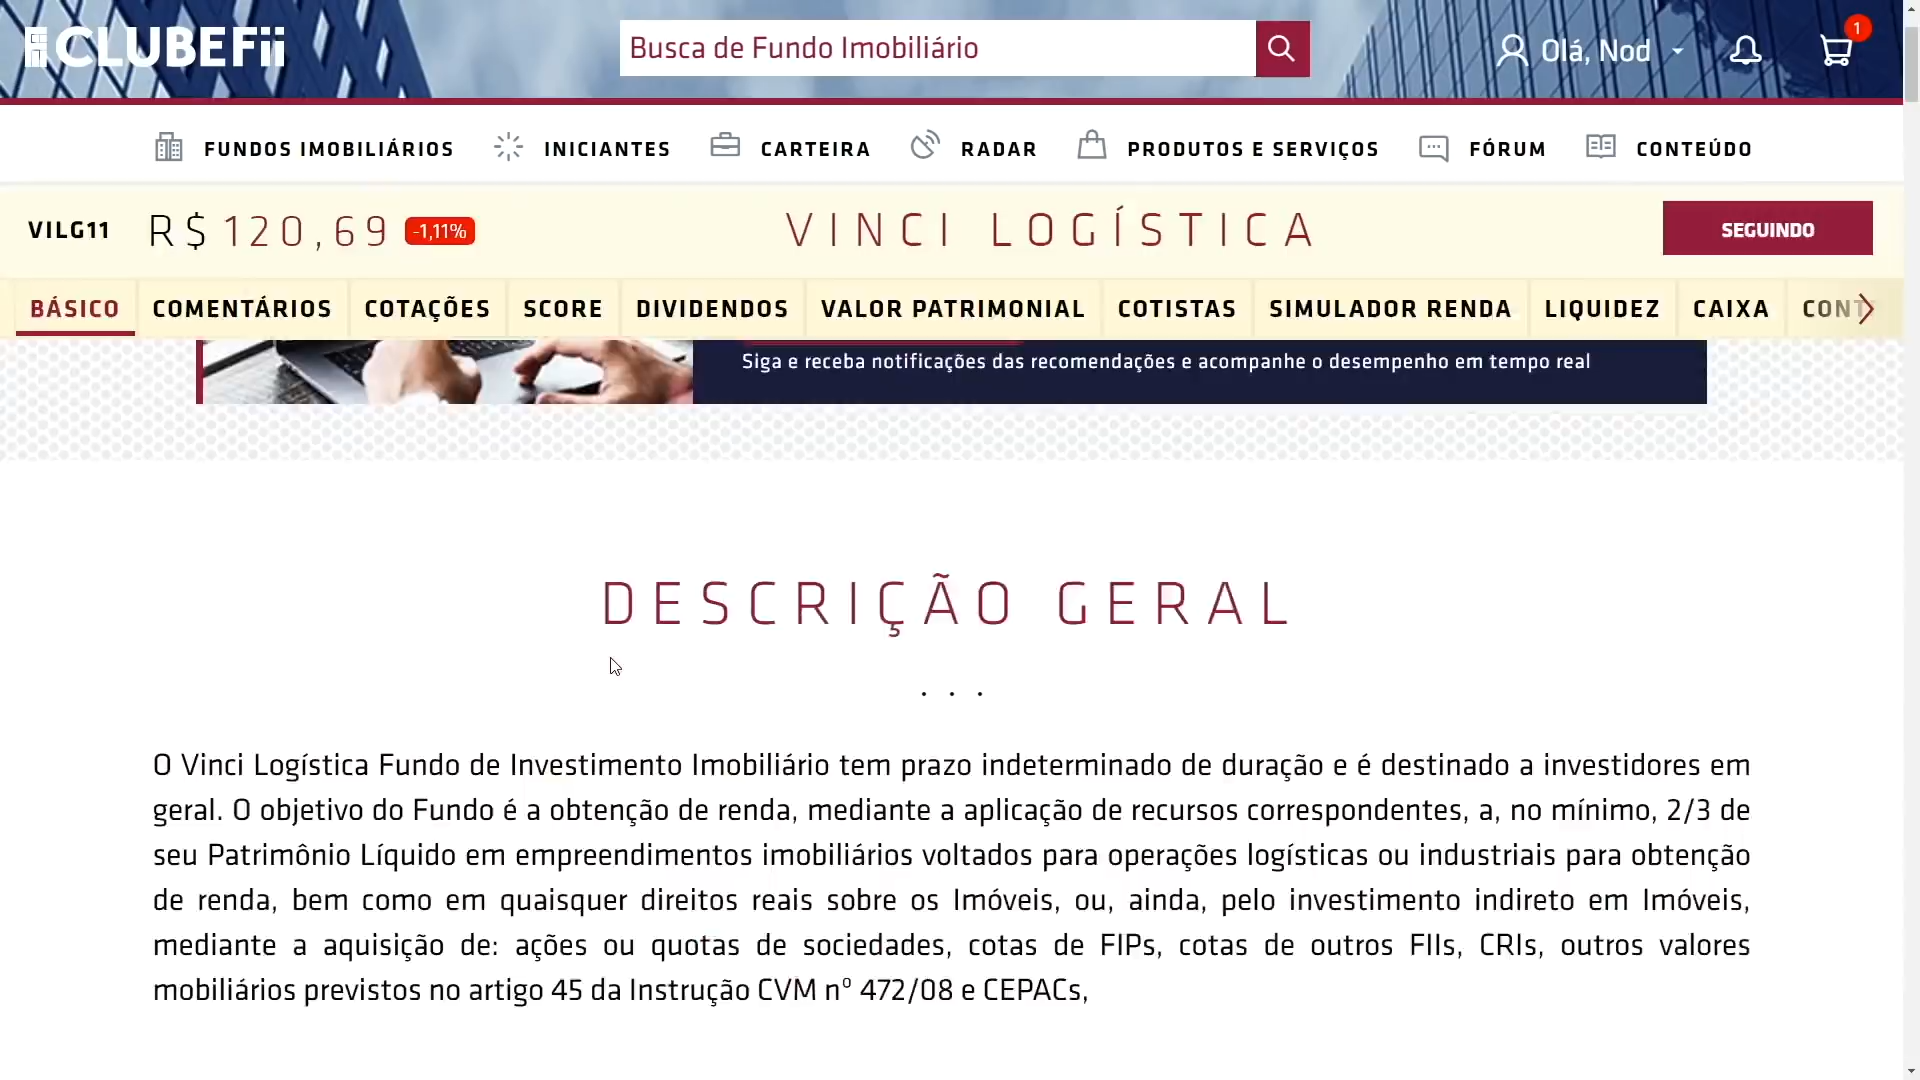 CLUBEFii
Busca de Fundo Imobiliário
Olá, Nod
1
FUNDOS IMOBILIÁRIOS
INICIANTES
CARTEIRA
RADAR
PRODUTOS E SERVIÇOS
FÓRUM
CONTEÚDO
VILG11
R$ 120,69
-1,11%
VINCI LOGÍSTICA
SEGUINDO
BÁSICO
COMENTÁRIOS
COTAÇÕES
SCORE
DIVIDENDOS
VALOR PATRIMONIAL
COTISTAS
SIMULADOR RENDA
LIQUIDEZ
CAIXA
CONT
Siga e receba notificações das recomendações e acompanhe o desempenho em tempo real
DESCRIÇÃO GERAL
. . .
O Vinci Logística Fundo de Investimento Imobiliário tem prazo indeterminado de duração e é destinado a investidores em
geral. O objetivo do Fundo é a obtenção de renda, mediante a aplicação de recursos correspondentes, a, no mínimo, 2/3 de
seu Patrimônio Líquido em empreendimentos imobiliários voltados para operações logísticas ou industriais para obtenção
de renda, bem como em quaisquer direitos reais sobre os Imóveis, ou, ainda, pelo investimento indireto em Imóveis,
mediante a aquisição de: ações ou quotas de sociedades, cotas de FIPs, cotas de outros FIIs, CRIs, outros valores
mobiliários previstos no artigo 45 da Instrução CVM nº 472/08 e CEPACs,